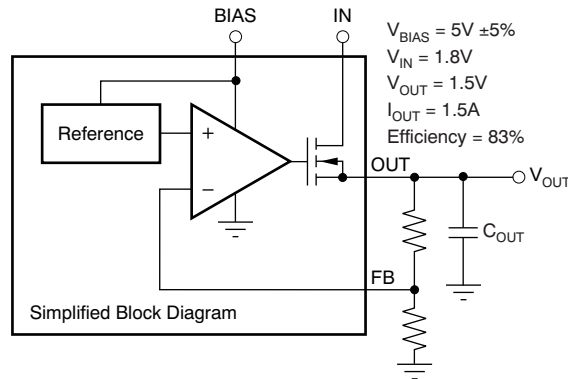 BIAS
IN
V_BIAS = 5V ±5%
V_IN = 1.8V
V_OUT = 1.5V
I_OUT = 1.5A
Efficiency = 83%
Reference
+
−
OUT
V_OUT
C_OUT
FB
Simplified Block Diagram